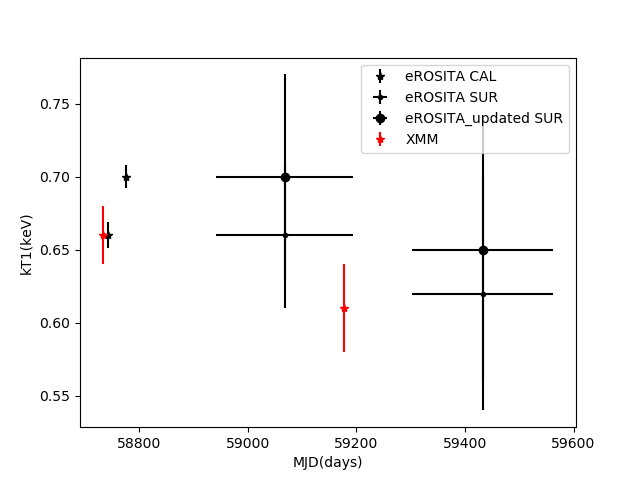 eROSITA CAL
eROSITA SUR
eROSITA_updated SUR
XMM
0.75
0.70
0.65
0.60
0.55
kT1(keV)
58800 59000 59200 59400 59600
MJD(days)